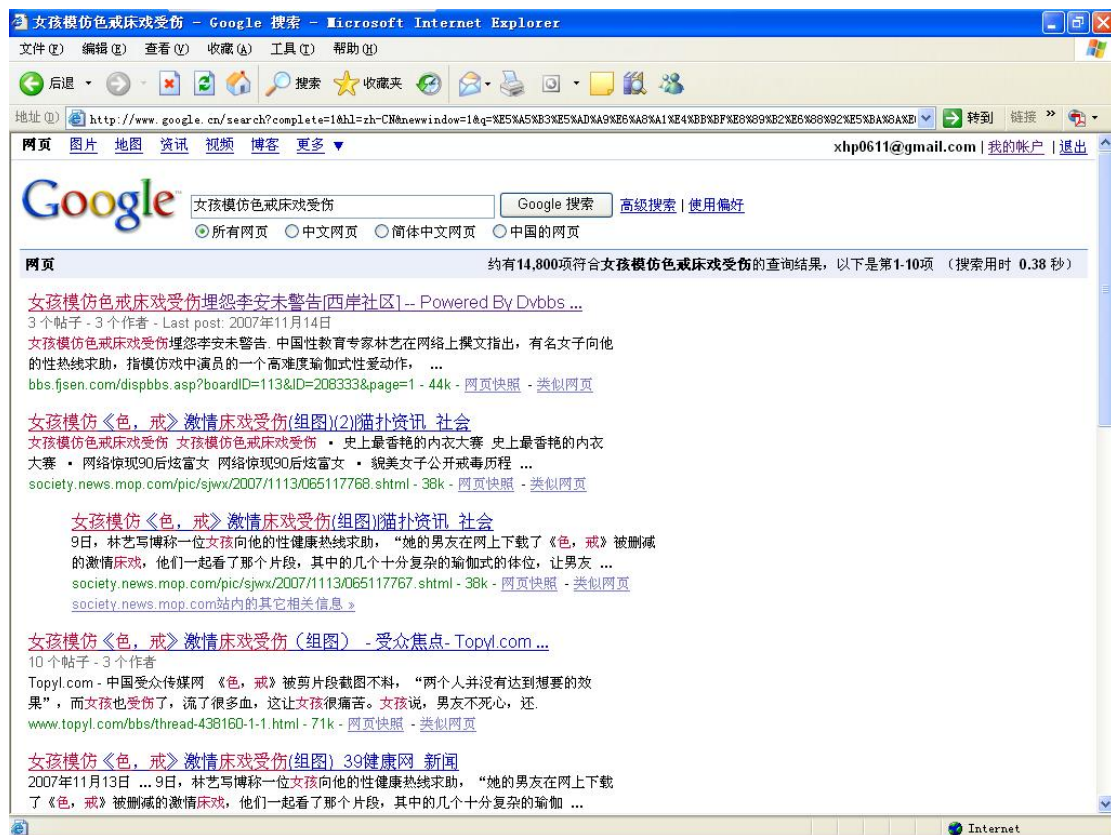 女孩模仿色戒床戏受伤 - Google 搜索 - Microsoft Internet Explorer
文件(F) 编辑(E) 查看(V) 收藏(A) 工具(T) 帮助(H)
后退 搜索 收藏夹
地址(D) http://www.google.cn/search?complete=1&hl=zh-CN&newwindow=1&q=%E5%A5%B3%E5%AD%A9%E6%A8%A1%E4%BB%BF%E8%89%B2%E6%88%92%E5%BA%8A%E 转到 链接 »
网页 图片 地图 资讯 视频 博客 更多 ▼ xhp0611@gmail.com | 我的帐户 | 退出
Google 女孩模仿色戒床戏受伤 Google 搜索 高级搜索 | 使用偏好
所有网页 中文网页 简体中文网页 中国的网页
网页 约有14,800项符合女孩模仿色戒床戏受伤的查询结果，以下是第1-10项 （搜索用时 0.38 秒）
女孩模仿色戒床戏受伤埋怨李安未警告[西岸社区] -- Powered By Dvbbs ...
3 个帖子 - 3 个作者 - Last post: 2007年11月14日
女孩模仿色戒床戏受伤埋怨李安未警告. 中国性教育专家林艺在网络上撰文指出，有名女子向他
的性热线求助，指模仿戏中演员的一个高难度瑜伽式性爱动作， ...
bbs.fjsen.com/dispbbs.asp?boardID=113&ID=208333&page=1 - 44k - 网页快照 - 类似网页
女孩模仿《色，戒》激情床戏受伤(组图)(2)|猫扑资讯 社会
女孩模仿色戒床戏受伤 女孩模仿色戒床戏受伤 ▪ 史上最香艳的内衣大赛 史上最香艳的内衣
大赛 ▪ 网络惊现90后炫富女 网络惊现90后炫富女 ▪ 貌美女子公开戒毒历程 ...
society.news.mop.com/pic/sjwx/2007/1113/065117768.shtml - 38k - 网页快照 - 类似网页
女孩模仿《色，戒》激情床戏受伤(组图)|猫扑资讯 社会
9日，林艺写博称一位女孩向他的性健康热线求助，“她的男友在网上下载了《色，戒》被删减
的激情床戏，他们一起看了那个片段，其中的几个十分复杂的瑜伽式的体位，让男友 ...
society.news.mop.com/pic/sjwx/2007/1113/065117767.shtml - 38k - 网页快照 - 类似网页
society.news.mop.com站内的其它相关信息 »
女孩模仿《色，戒》激情床戏受伤（组图） - 受众焦点- Topyl.com ...
10 个帖子 - 3 个作者
Topyl.com - 中国受众传媒网 《色，戒》被剪片段截图不料，“两个人并没有达到想要的效
果”，而女孩也受伤了，流了很多血，这让女孩很痛苦。女孩说，男友不死心，还.
www.topyl.com/bbs/thread-438160-1-1.html - 71k - 网页快照 - 类似网页
女孩模仿《色，戒》激情床戏受伤(组图)_39健康网_新闻
2007年11月13日 ... 9日，林艺写博称一位女孩向他的性健康热线求助，“她的男友在网上下载
了《色，戒》被删减的激情床戏，他们一起看了那个片段，其中的几个十分复杂的瑜伽 ...
Internet